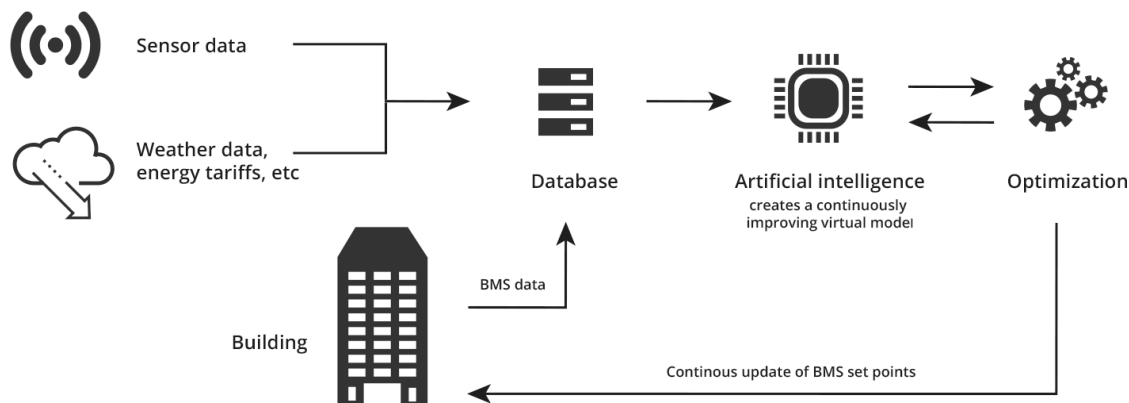 Sensor data
Weather data,
energy tariffs, etc
Database
Artificial intelligence
creates a continuously
improving virtual model
Optimization
BMS data
Building
Continous update of BMS set points